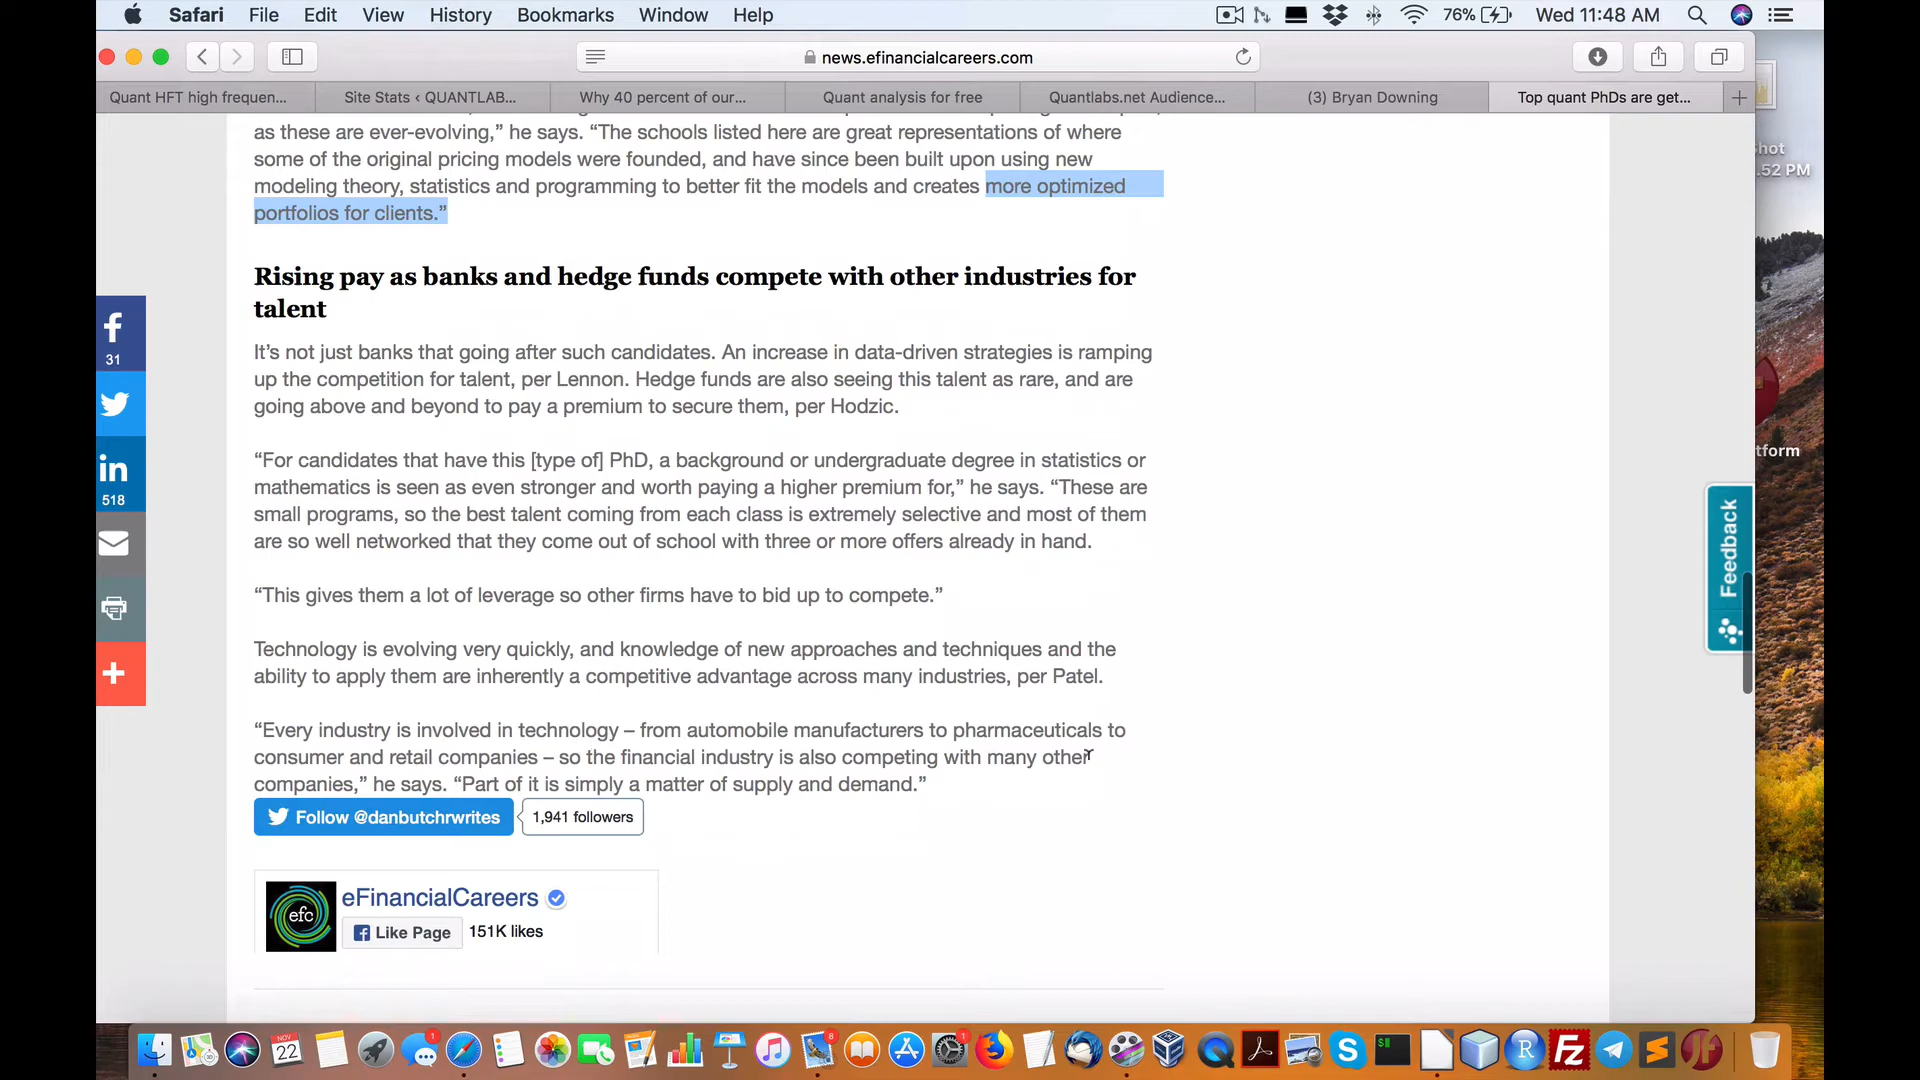 Safari File Edit View History Bookmarks Window Help 76% Wed 11:48 AM
news.efinancialcareers.com
Quant HFT high frequen... Site Stats ‹ QUANTLAB... Why 40 percent of our... Quant analysis for free Quantlabs.net Audience... (3) Bryan Downing Top quant PhDs are get...
as these are ever-evolving,” he says. “The schools listed here are great representations of where
some of the original pricing models were founded, and have since been built upon using new
modeling theory, statistics and programming to better fit the models and creates more optimized
portfolios for clients.”
Rising pay as banks and hedge funds compete with other industries for
talent
It’s not just banks that going after such candidates. An increase in data-driven strategies is ramping
up the competition for talent, per Lennon. Hedge funds are also seeing this talent as rare, and are
going above and beyond to pay a premium to secure them, per Hodzic.
“For candidates that have this [type of] PhD, a background or undergraduate degree in statistics or
mathematics is seen as even stronger and worth paying a higher premium for,” he says. “These are
small programs, so the best talent coming from each class is extremely selective and most of them
are so well networked that they come out of school with three or more offers already in hand.
“This gives them a lot of leverage so other firms have to bid up to compete.”
Technology is evolving very quickly, and knowledge of new approaches and techniques and the
ability to apply them are inherently a competitive advantage across many industries, per Patel.
“Every industry is involved in technology – from automobile manufacturers to pharmaceuticals to
consumer and retail companies – so the financial industry is also competing with many other
companies,” he says. “Part of it is simply a matter of supply and demand.”
Follow @danbutchrwrites 1,941 followers
efc eFinancialCareers
Like Page 151K likes
31
in
518
Feedback
hot
.52 PM
tform
NOV
22
1
8
1
R
Fz
JF